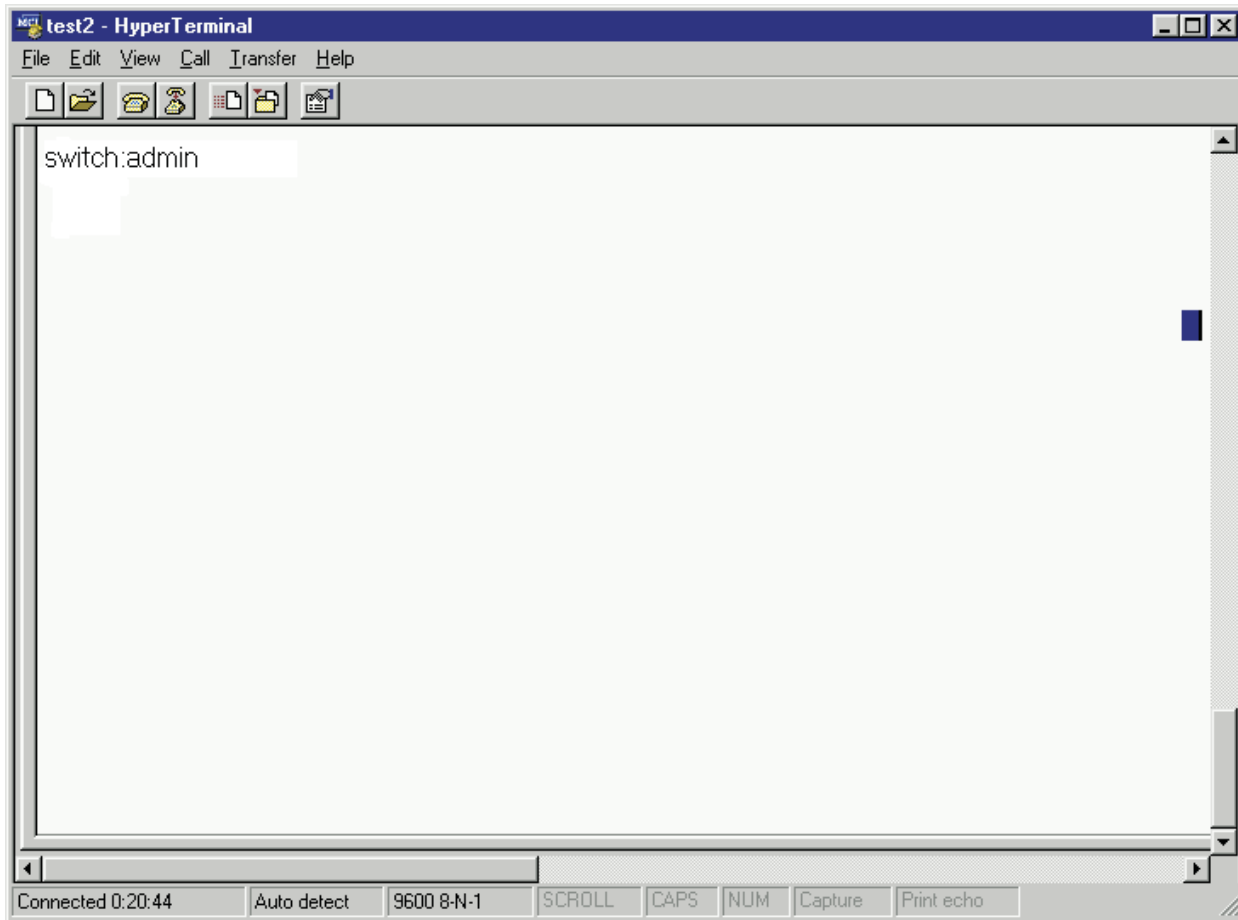 test2 - HyperTerminal
File Edit View Call Transfer Help
switch:admin
Connected 0:20:44 Auto detect 9600 8-N-1 SCROLL CAPS NUM Capture Print echo